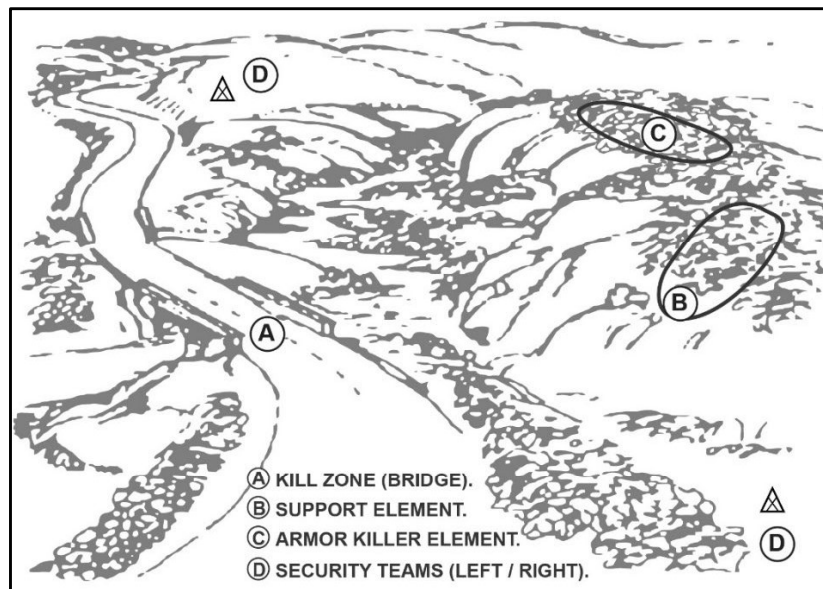 D
C
B
A
A KILL ZONE (BRIDGE).
B SUPPORT ELEMENT.
C ARMOR KILLER ELEMENT.
D SECURITY TEAMS (LEFT / RIGHT).
D